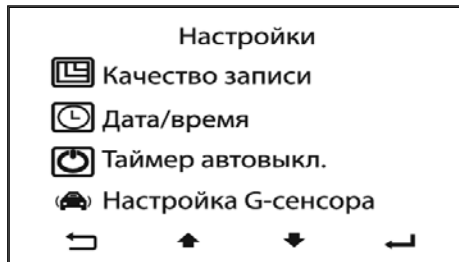 Настройки
Качество записи
Дата/время
Таймер автовыкл.
Настройка G-сенсора